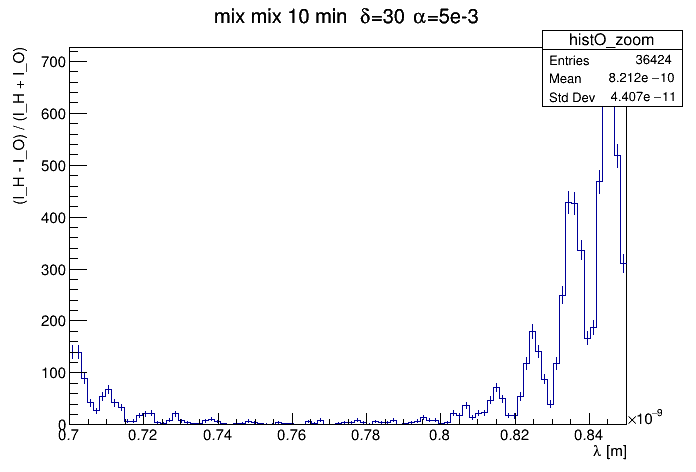 mix mix 10 min δ=30 α=5e-3
histO_zoom
Entries 36424
Mean 8.212e−10
Std Dev 4.407e−11
(I_H - I_O) / (I_H + I_O)
700
600
500
400
300
200
100
0
0.7 0.72 0.74 0.76 0.78 0.8 0.82 0.84
×10⁻⁹
λ [m]